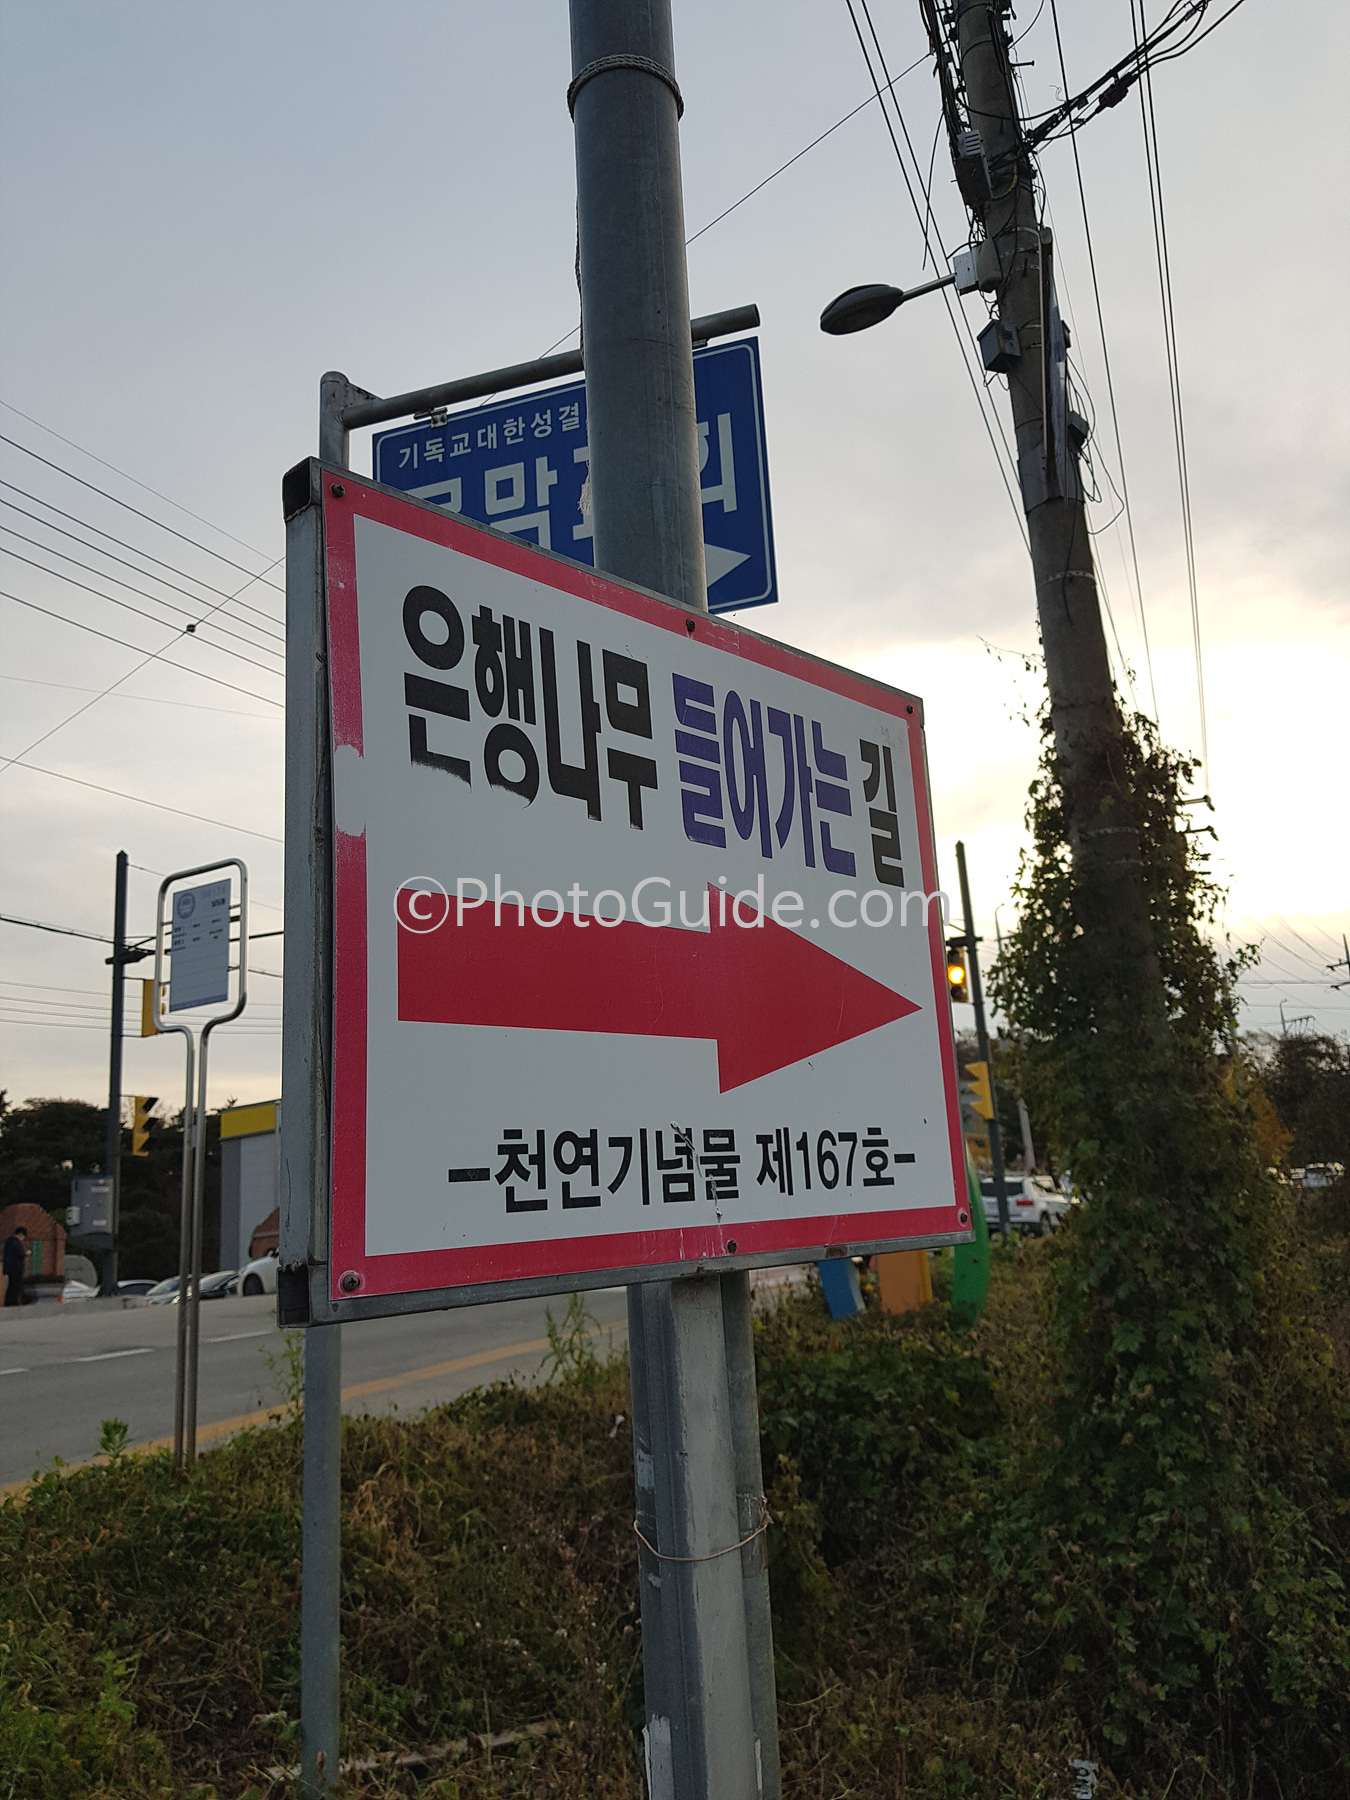 기독교대한성결
은행나무 들어가는 길
©PhotoGuide.com
-천연기념물 제167호-